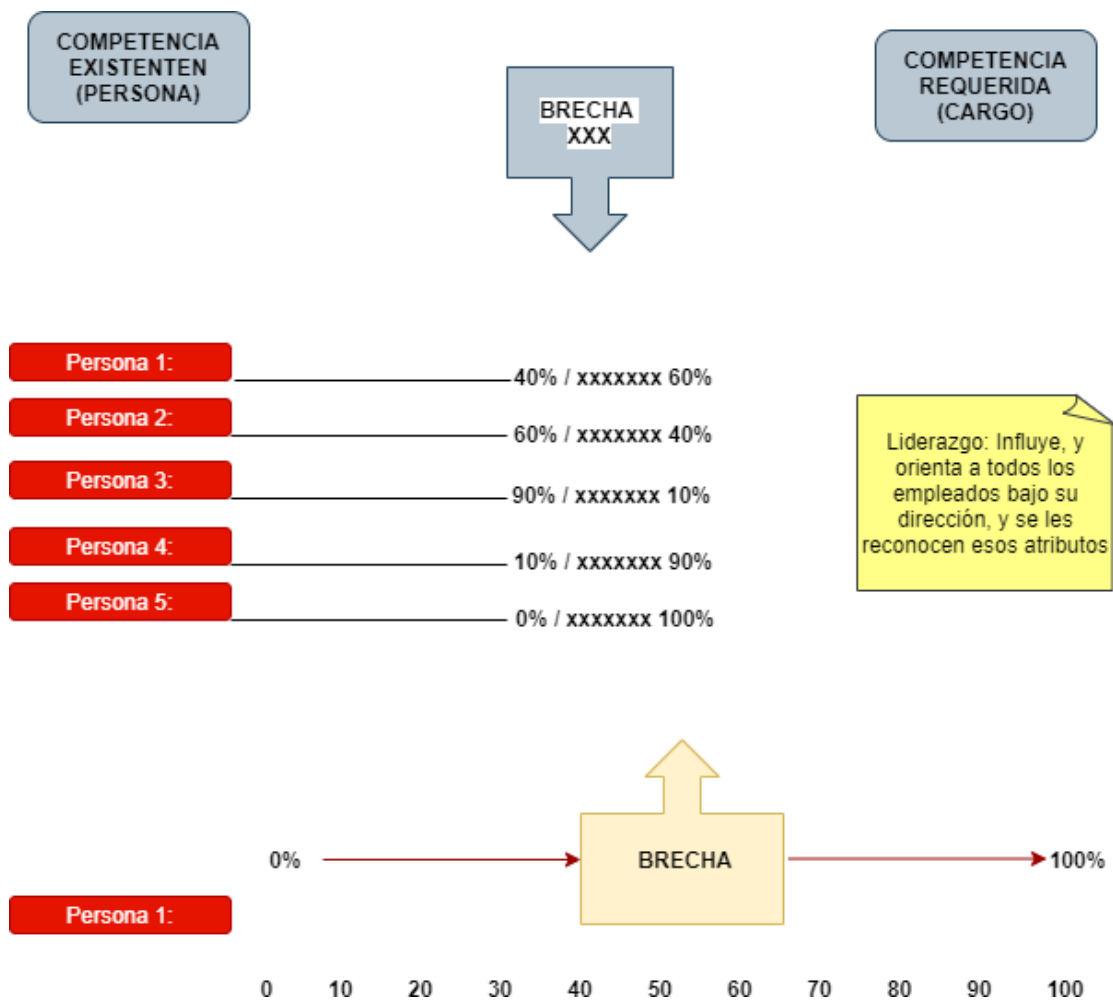 COMPETENCIA
EXISTENTEN
(PERSONA)
BRECHA
XXX
COMPETENCIA
REQUERIDA
(CARGO)
Persona 1:
40% / xxxxxxx 60%
Persona 2:
60% / xxxxxxx 40%
Persona 3:
90% / xxxxxxx 10%
Persona 4:
10% / xxxxxxx 90%
Persona 5:
0% / xxxxxxx 100%
Liderazgo: Influye, y
orienta a todos los
empleados bajo su
dirección, y se les
reconocen esos atributos
0%
BRECHA
100%
Persona 1:
0 10 20 30 40 50 60 70 80 90 100